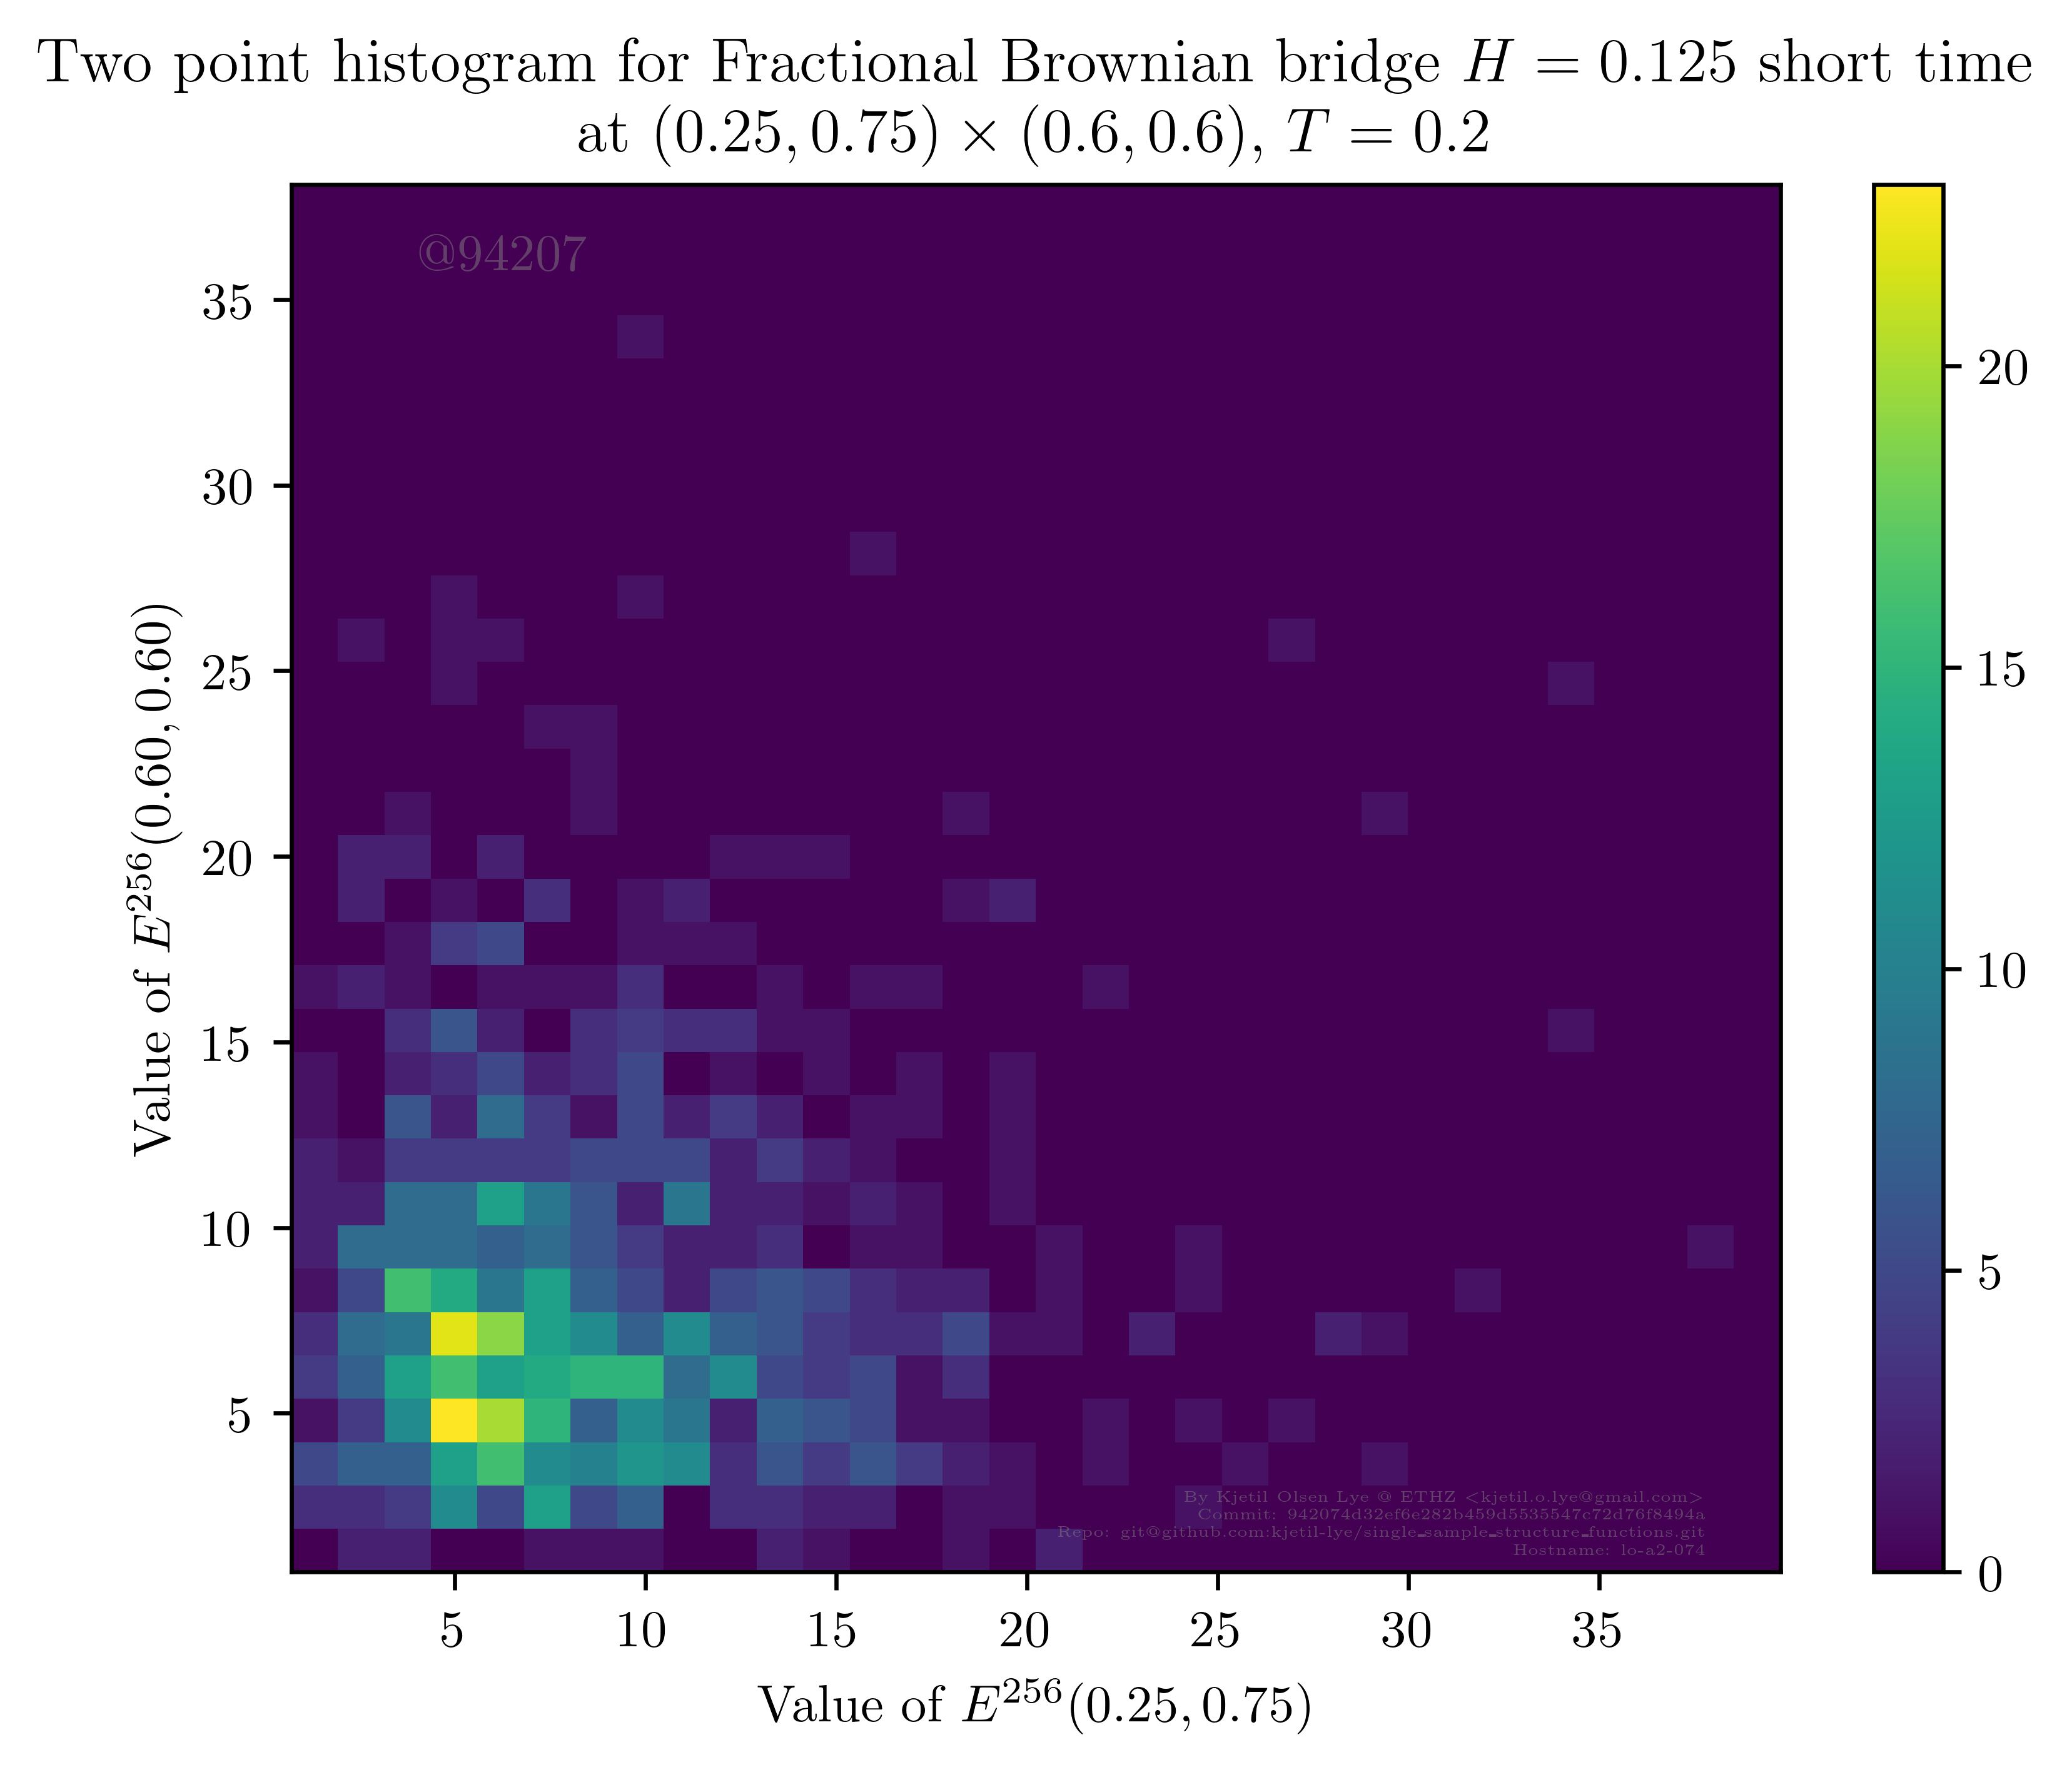 Two point histogram for Fractional Brownian bridge H = 0.125 short time
at (0.25, 0.75) × (0.6, 0.6), T = 0.2
@94207
35
30
25
20
15
10
5
Value of E^256(0.60, 0.60)
5 10 15 20 25 30 35
Value of E^256(0.25, 0.75)
20
15
10
5
0
By Kjetil Olsen Lye @ ETHZ <kjetil.o.lye@gmail.com>
Commit: 942074d32ef6e282b459d5535547c72d76f8494a
Repo: git@github.com:kjetil-lye/single_sample_structure_functions.git
Hostname: lo-a2-074